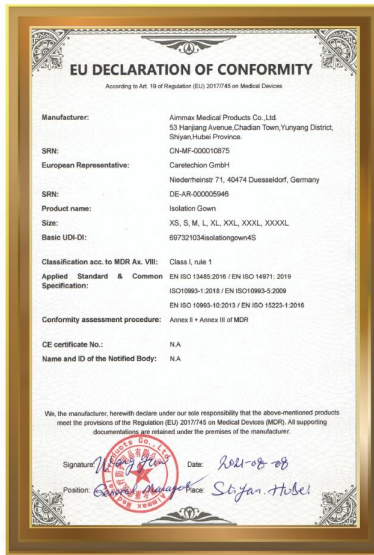 EU DECLARATION OF CONFORMITY
According to Art. 19 of Regulation (EU) 2017/745 on Medical Devices
Manufacturer: Aimmax Medical Products Co.,Ltd.
53 Hanjiang Avenue,Chadian Town,Yunyang District,
Shiyan,Hubei Province.
SRN: CN-MF-000010875
European Representative: Caretechion GmbH
Niederrheinstr 71, 40474 Duesseldorf, Germany
SRN: DE-AR-000005946
Product name: Isolation Gown
Size: XS, S, M, L, XL, XXL, XXXL, XXXXL
Basic UDI-DI: 697321034isolationgown4S
Classification acc. to MDR Ax. VIII: Class I, rule 1
Applied Standard & Common EN ISO 13485:2016 / EN ISO 14971: 2019
Specification: ISO10993-1:2018 / EN ISO10993-5:2009
EN ISO 10993-10:2013 / EN ISO 15223-1:2016
Conformity assessment procedure: Annex II + Annex III of MDR
CE certificate No.: N.A
Name and ID of the Notified Body: N.A
We, the manufacturer, herewith declare under our sole responsibility that the above-mentioned products
meet the provisions of the Regulation (EU) 2017/745 on Medical Devices (MDR). All supporting
documentations are retained under the premises of the manufacturer.
Signature: Date: 2021-08-08
Position: General Manager Place: Shiyan. HuBei